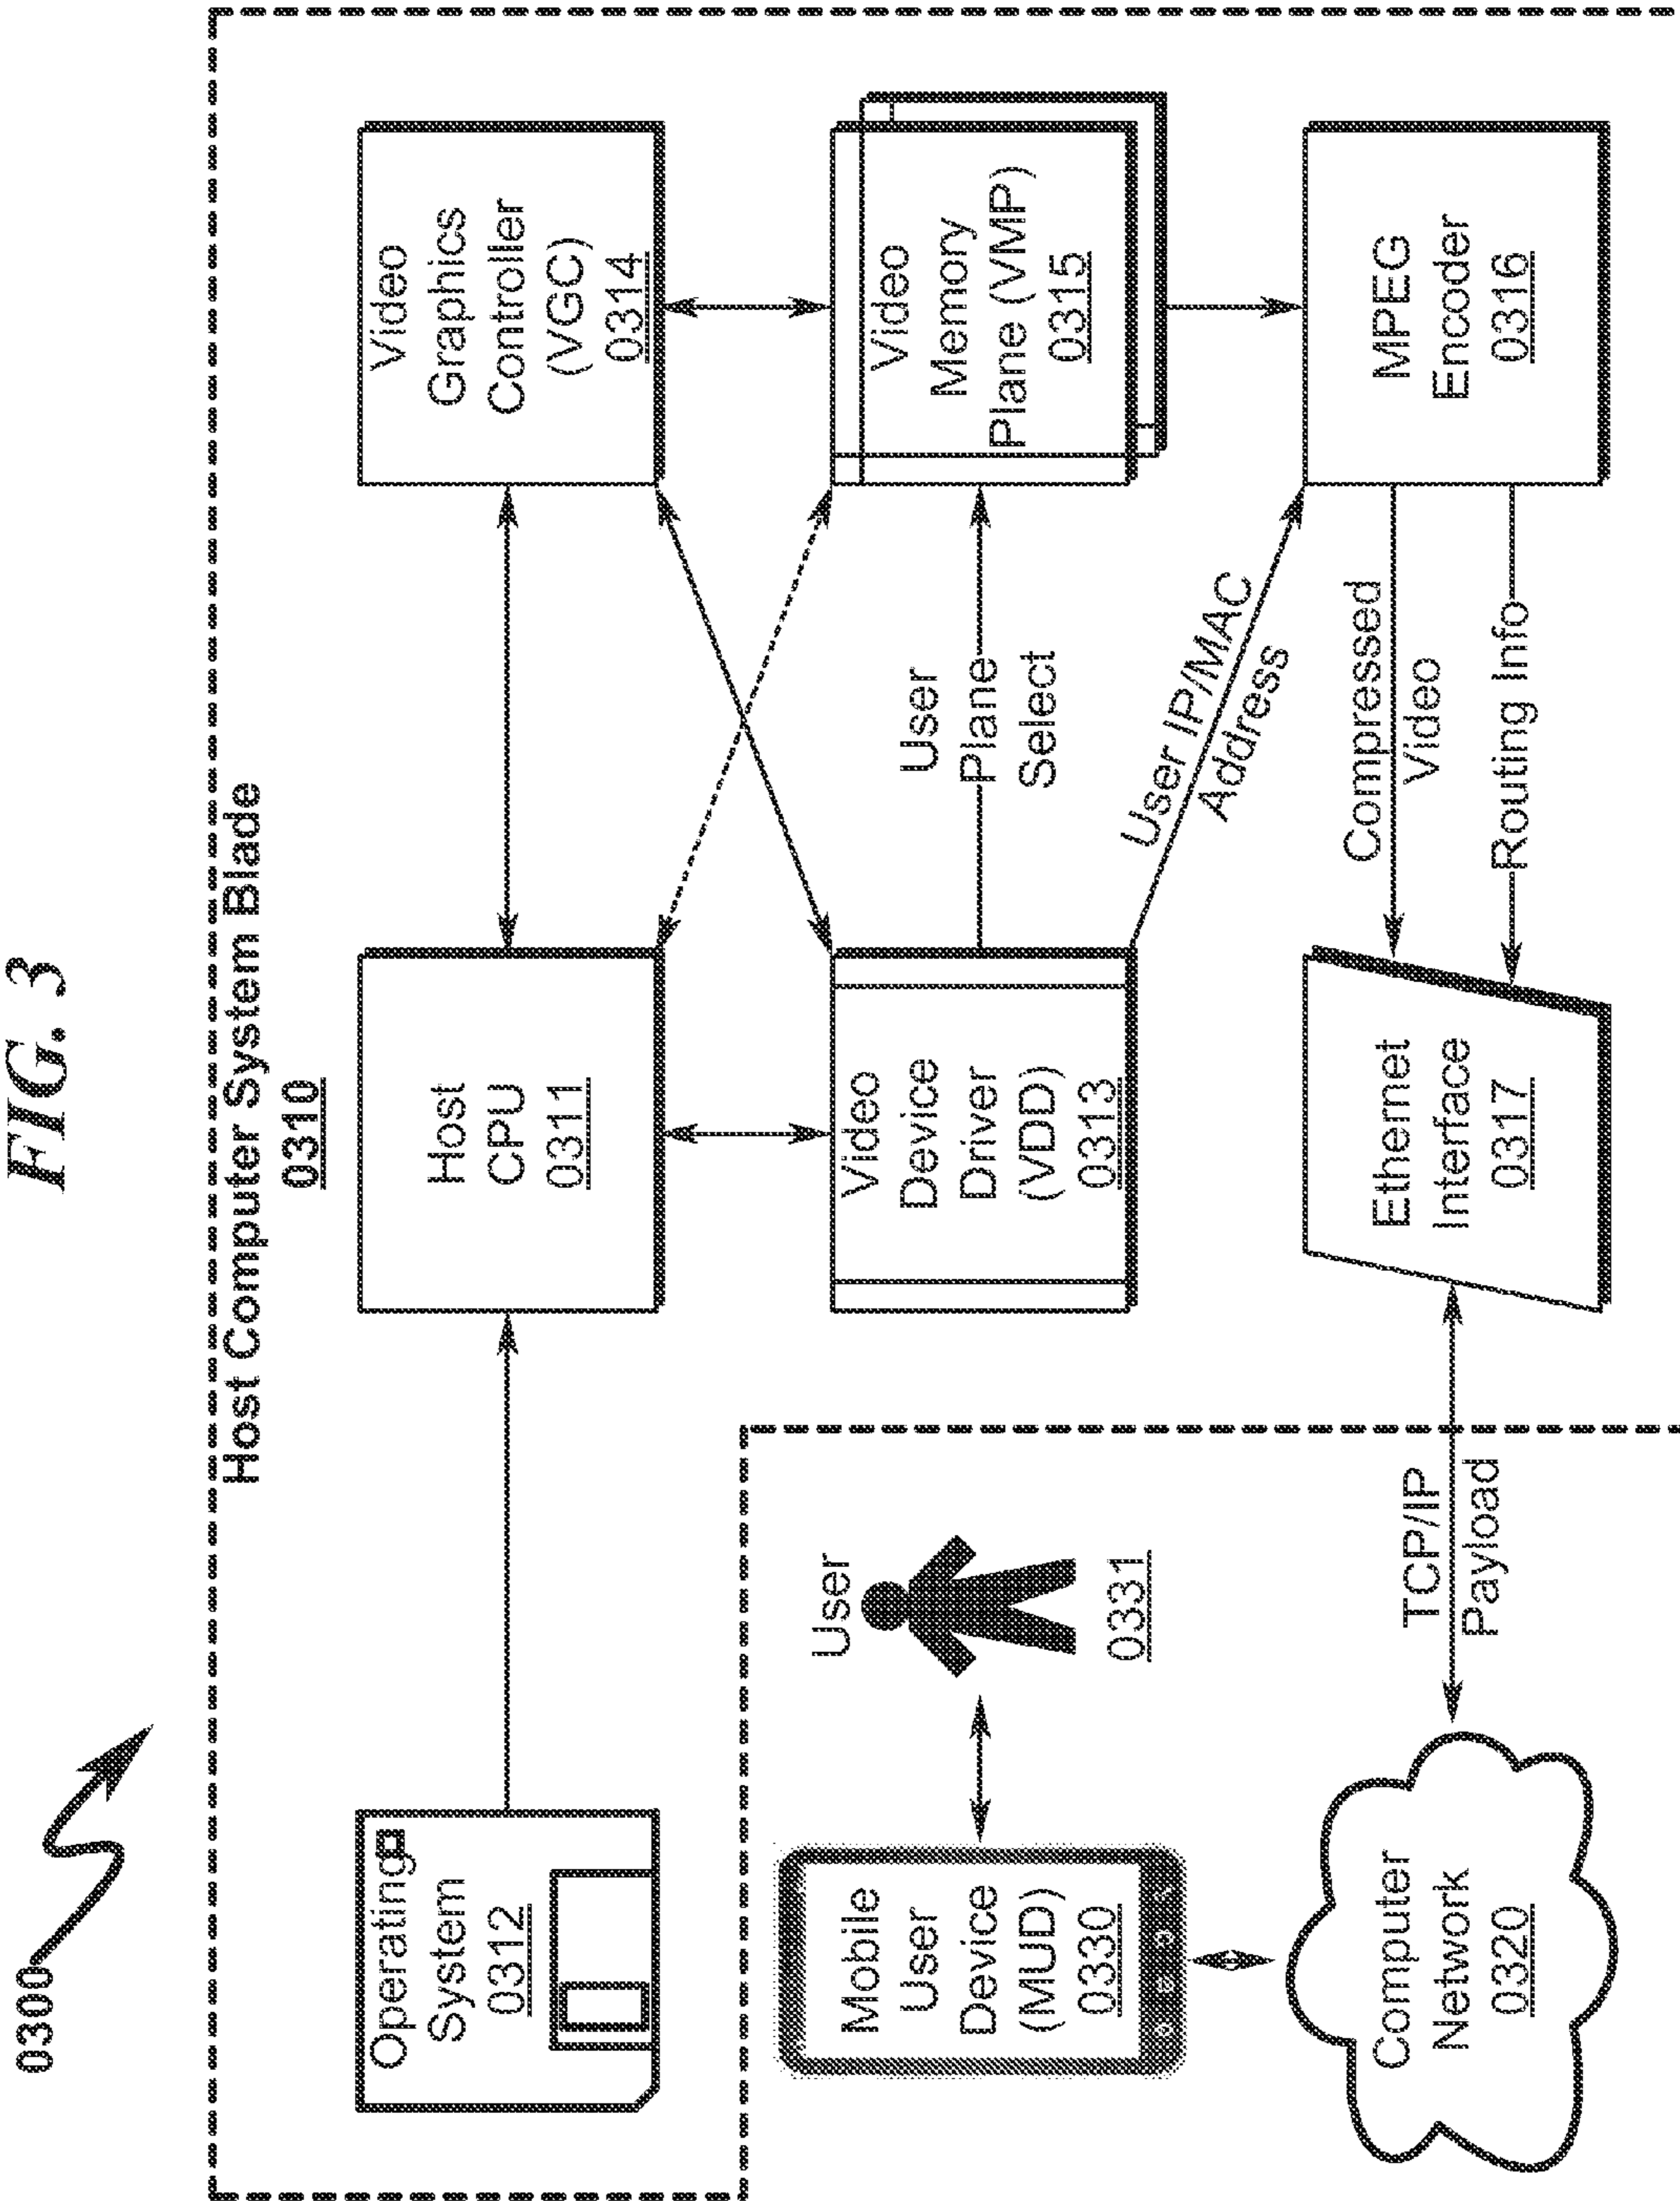 FIG. 3
0300
Host Computer System Blade
0310
Operating
System
0312
Host
CPU
0311
Video
Graphics
Controller
(VGC)
0314
Mobile
User
Device
(MUD)
0330
User
0331
Video
Device
Driver
(VDD)
0313
User
Plane
Select
Video
Memory
Plane (VMP)
0315
User IP/MAC
Address
Computer
Network
0320
TCP/IP
Payload
Ethernet
Interface
0317
Compressed
Video
Routing Info
MPEG
Encoder
0316